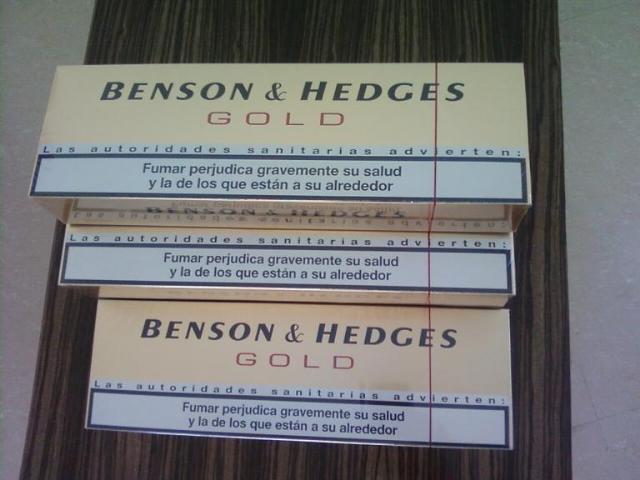 BENSON & HEDGES
GOLD
Las autoridades sanitarias advierten:
Fumar perjudica gravemente su salud
y la de los que están a su alrededor
BENSON & HEDGES
Las autoridades sanitarias advierten:
Fumar perjudica gravemente su salud
y la de los que están a su alrededor
BENSON & HEDGES
GOLD
Las autoridades sanitarias advierten:
Fumar perjudica gravemente su salud
y la de los que están a su alrededor